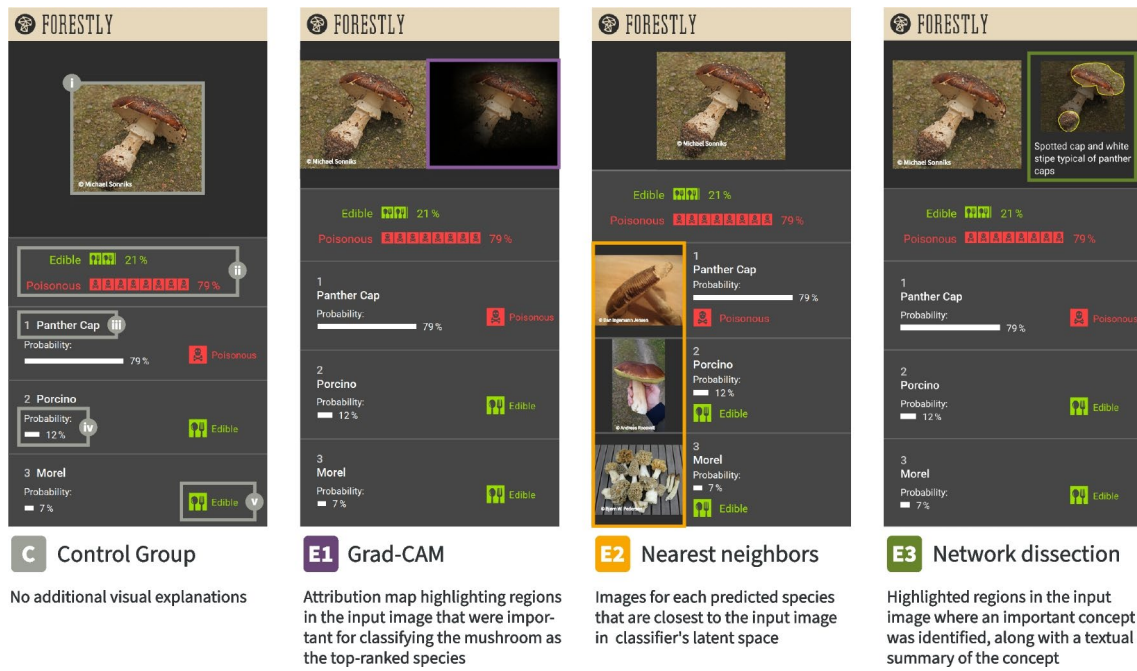 FORESTLY
i
© Michael Sonniks
Edible 21 %
ii
Poisonous 79 %
1 Panther Cap iii
Probability:
79 %
Poisonous
2 Porcino
Probability:
12 %
iv
Edible
3 Morel
Probability:
7 %
Edible
v
C Control Group
No additional visual explanations
FORESTLY
© Michael Sonniks
Edible 21 %
Poisonous 79 %
1
Panther Cap
Probability:
79 %
Poisonous
2
Porcino
Probability:
12 %
Edible
3
Morel
Probability:
7 %
Edible
E1 Grad-CAM
Attribution map highlighting regions
in the input image that were impor-
tant for classifying the mushroom as
the top-ranked species
FORESTLY
© Michael Sonniks
Edible 21 %
Poisonous 79 %
1
Panther Cap
Probability:
79 %
Poisonous
2
Porcino
Probability:
12 %
Edible
3
Morel
Probability:
7 %
Edible
E2 Nearest neighbors
Images for each predicted species
that are closest to the input image
in classifier's latent space
FORESTLY
© Michael Sonniks
Spotted cap and white
stipe typical of panther
caps
Edible 21 %
Poisonous 79 %
1
Panther Cap
Probability:
79 %
Poisonous
2
Porcino
Probability:
12 %
Edible
3
Morel
Probability:
7 %
Edible
E3 Network dissection
Highlighted regions in the input
image where an important concept
was identified, along with a textual
summary of the concept